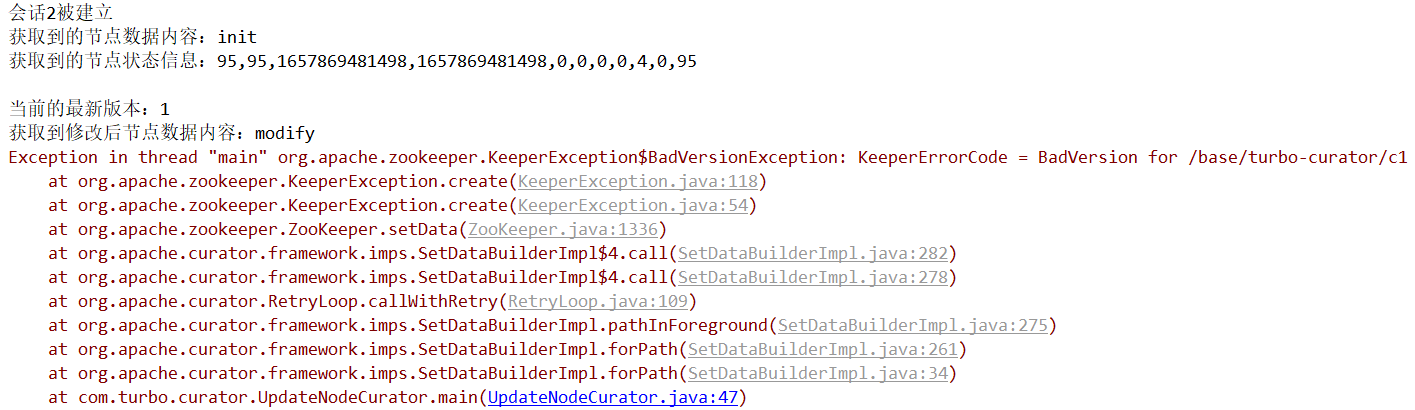 会话2被建立
获取到的节点数据内容：init
获取到的节点状态信息：95,95,1657869481498,1657869481498,0,0,0,0,4,0,95
当前的最新版本：1
获取到修改后节点数据内容：modify
Exception in thread "main" org.apache.zookeeper.KeeperException$BadVersionException: KeeperErrorCode = BadVersion for /base/turbo-curator/c1
at org.apache.zookeeper.KeeperException.create(KeeperException.java:118)
at org.apache.zookeeper.KeeperException.create(KeeperException.java:54)
at org.apache.zookeeper.ZooKeeper.setData(ZooKeeper.java:1336)
at org.apache.curator.framework.imps.SetDataBuilderImpl$4.call(SetDataBuilderImpl.java:282)
at org.apache.curator.framework.imps.SetDataBuilderImpl$4.call(SetDataBuilderImpl.java:278)
at org.apache.curator.RetryLoop.callWithRetry(RetryLoop.java:109)
at org.apache.curator.framework.imps.SetDataBuilderImpl.pathInForeground(SetDataBuilderImpl.java:275)
at org.apache.curator.framework.imps.SetDataBuilderImpl.forPath(SetDataBuilderImpl.java:261)
at org.apache.curator.framework.imps.SetDataBuilderImpl.forPath(SetDataBuilderImpl.java:34)
at com.turbo.curator.UpdateNodeCurator.main(UpdateNodeCurator.java:47)